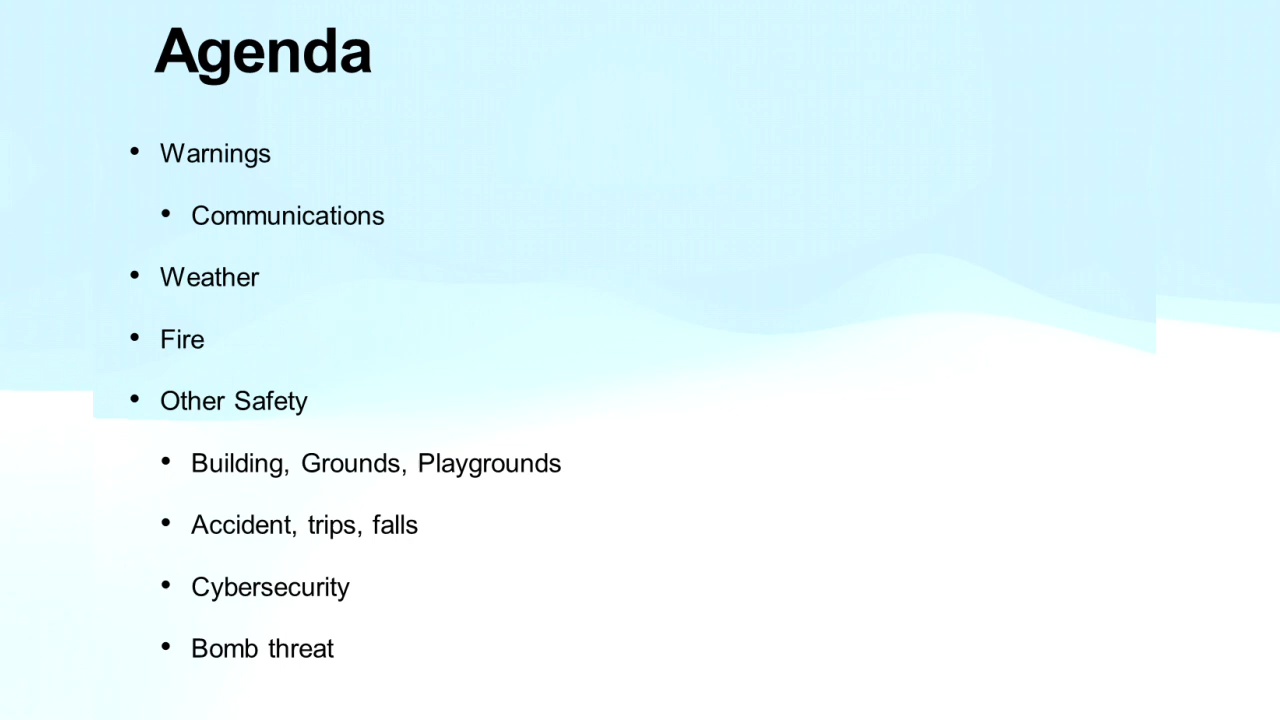 Agenda
• Warnings
• Communications
• Weather
• Fire
• Other Safety
• Building, Grounds, Playgrounds
• Accident, trips, falls
• Cybersecurity
• Bomb threat